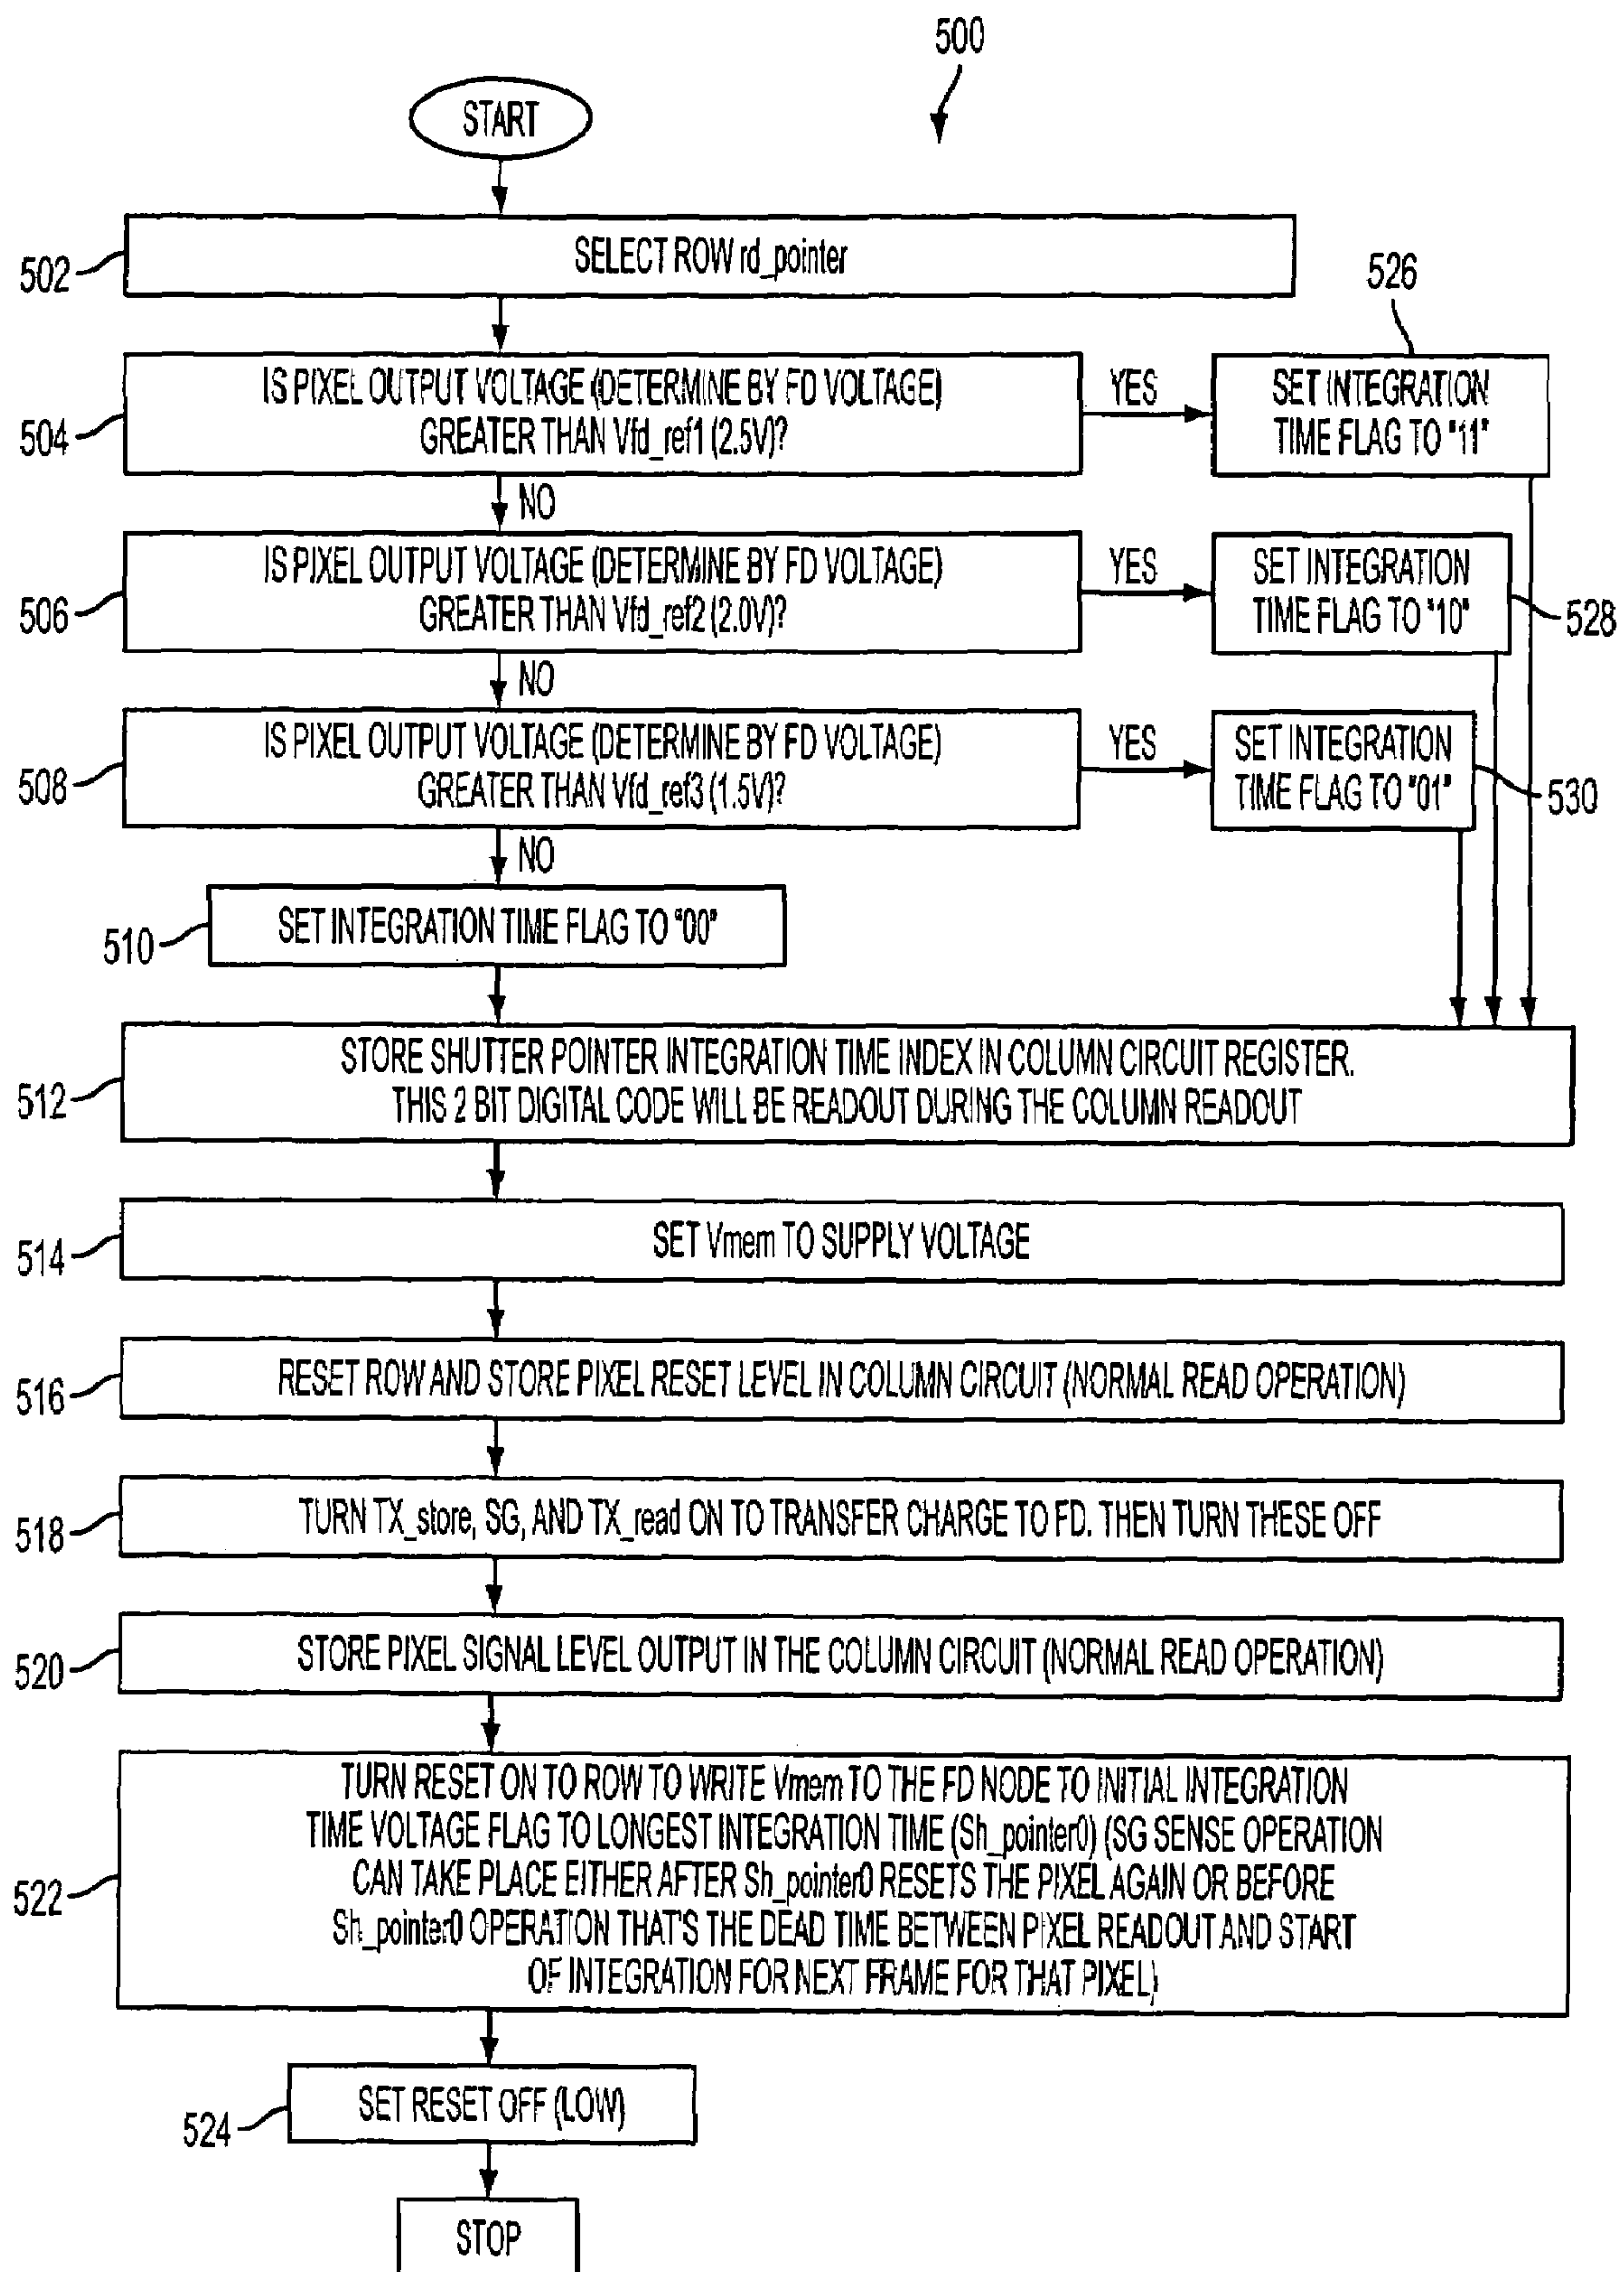 500
START
502
SELECT ROW rd_pointer
526
504
IS PIXEL OUTPUT VOLTAGE (DETERMINE BY FD VOLTAGE)
GREATER THAN Vfd_ref1 (2.5V)?
YES
SET INTEGRATION
TIME FLAG TO "11"
NO
506
IS PIXEL OUTPUT VOLTAGE (DETERMINE BY FD VOLTAGE)
GREATER THAN Vfd_ref2 (2.0V)?
YES
SET INTEGRATION
TIME FLAG TO "10"
528
NO
508
IS PIXEL OUTPUT VOLTAGE (DETERMINE BY FD VOLTAGE)
GREATER THAN Vfd_ref3 (1.5V)?
YES
SET INTEGRATION
TIME FLAG TO "01"
530
NO
510
SET INTEGRATION TIME FLAG TO "00"
512
STORE SHUTTER POINTER INTEGRATION TIME INDEX IN COLUMN CIRCUIT REGISTER.
THIS 2 BIT DIGITAL CODE WILL BE READOUT DURING THE COLUMN READOUT
514
SET Vmem TO SUPPLY VOLTAGE
516
RESET ROW AND STORE PIXEL RESET LEVEL IN COLUMN CIRCUIT (NORMAL READ OPERATION)
518
TURN TX_store, SG, AND TX_read ON TO TRANSFER CHARGE TO FD. THEN TURN THESE OFF
520
STORE PIXEL SIGNAL LEVEL OUTPUT IN THE COLUMN CIRCUIT (NORMAL READ OPERATION)
522
TURN RESET ON TO ROW TO WRITE Vmem TO THE FD NODE TO INITIAL INTEGRATION
TIME VOLTAGE FLAG TO LONGEST INTEGRATION TIME (Sh_pointer0) (SG SENSE OPERATION
CAN TAKE PLACE EITHER AFTER Sh_pointer0 RESETS THE PIXEL AGAIN OR BEFORE
Sh_pointer0 OPERATION THAT'S THE DEAD TIME BETWEEN PIXEL READOUT AND START
OF INTEGRATION FOR NEXT FRAME FOR THAT PIXEL)
524
SET RESET OFF (LOW)
STOP